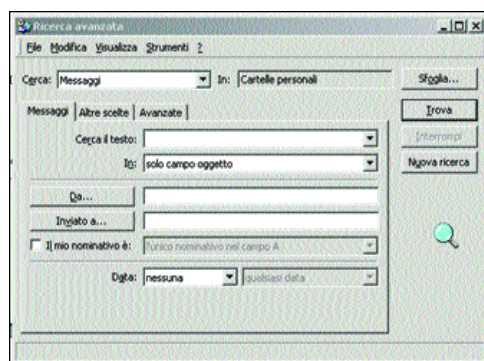 Ricerca avanzata
File Modifica Visualizza Strumenti ?
Cerca: Messaggi In: Cartelle personali Sfoglia...
Trova
Messaggi Altre scelte Avanzate
Interrompi
Cerca il testo:
In: solo campo oggetto Nuova ricerca
Da...
Inviato a...
Il mio nominativo è: l'unico nominativo nel campo A
Data: nessuna qualsiasi data